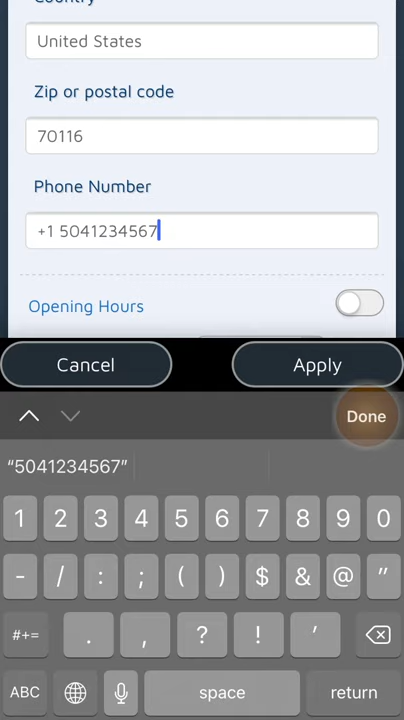 Country
United States
Zip or postal code
70116
Phone Number
+1 5041234567
Opening Hours
Cancel
Apply
Done
“5041234567”
1 2 3 4 5 6 7 8 9 0
- / : ; ( ) $ & @ ”
#+= . , ? ! ’
ABC space return